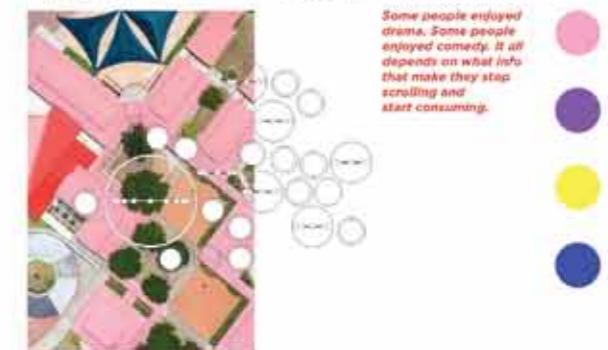 Some people enjoyed
drama. Some people
enjoyed comedy. It all
depends on what info
that make they stop
scrolling and
start consuming.